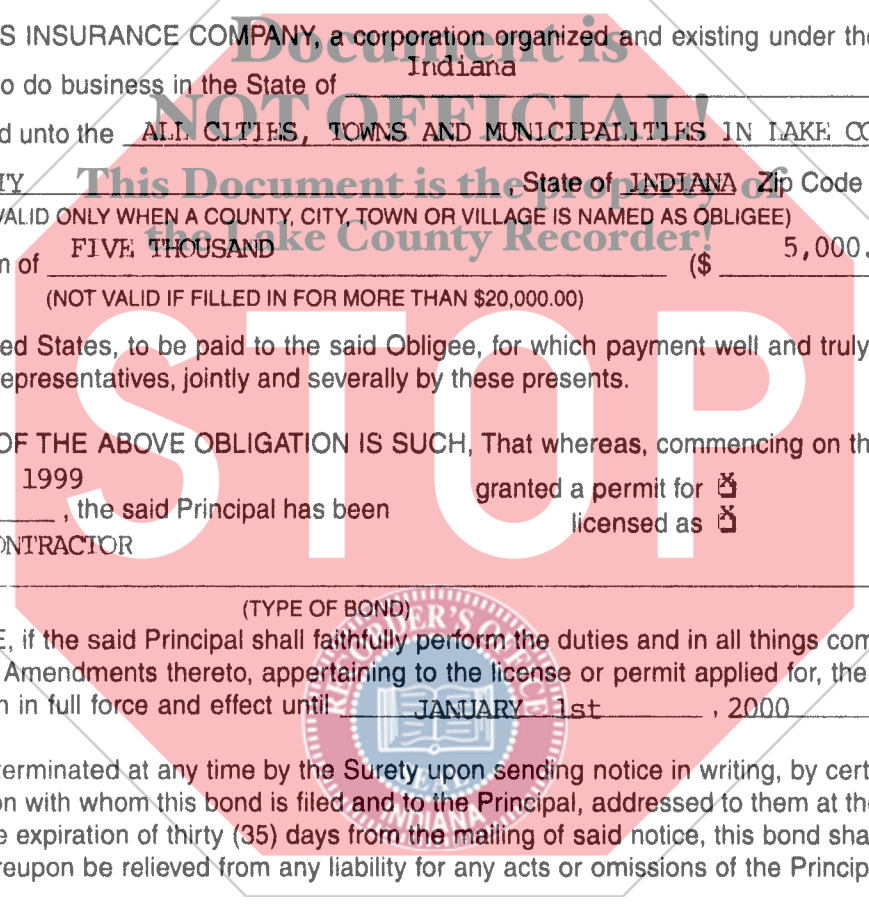 S INSURANCE COMPANY, a corporation organized and existing under the
Document is
o do business in the State of Indiana
NOT OFFICIAL!
d unto the ALL CITIES, TOWNS AND MUNICIPALITIES IN LAKE CO
This Document is the property of
TY , State of INDIANA Zip Code
VALID ONLY WHEN A COUNTY, CITY, TOWN OR VILLAGE IS NAMED AS OBLIGEE)
the Lake County Recorder!
n of FIVE THOUSAND ($ 5,000.
(NOT VALID IF FILLED IN FOR MORE THAN $20,000.00)
STOP
ed States, to be paid to the said Obligee, for which payment well and truly
epresentatives, jointly and severally by these presents.
OF THE ABOVE OBLIGATION IS SUCH, That whereas, commencing on th
1999 granted a permit for
, the said Principal has been
licensed as
ONTRACTOR
(TYPE OF BOND)
E, if the said Principal shall faithfully perform the duties and in all things com
Amendments thereto, appertaining to the license or permit applied for, the
n in full force and effect until JANUARY 1st , 2000
RECORDER'S OFFICE
SEAL
INDIANA
terminated at any time by the Surety upon sending notice in writing, by cert
on with whom this bond is filed and to the Principal, addressed to them at the
e expiration of thirty (35) days from the mailing of said notice, this bond sha
reupon be relieved from any liability for any acts or omissions of the Princip